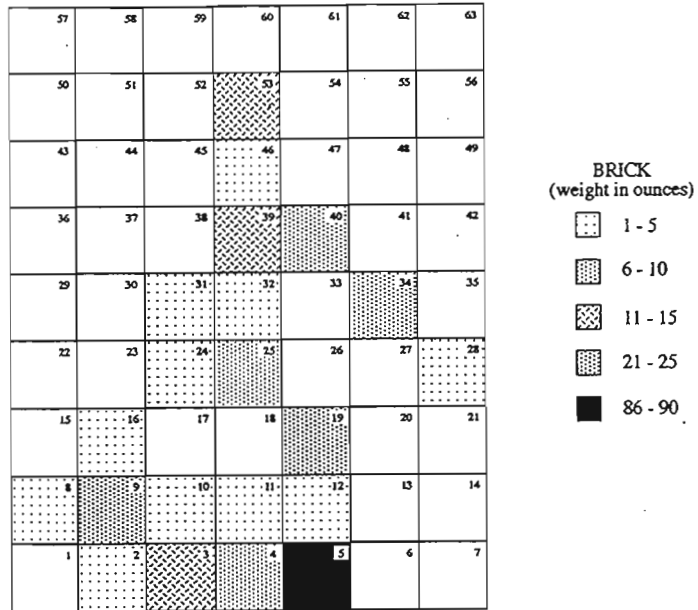 57 58 59 60 61 62 63
50 51 52 53 54 55 56
43 44 45 46 47 48 49
36 37 38 39 40 41 42
29 30 31 32 33 34 35
22 23 24 25 26 27 28
15 16 17 18 19 20 21
8 9 10 11 12 13 14
1 2 3 4 5 6 7
BRICK
(weight in ounces)
1 - 5
6 - 10
11 - 15
21 - 25
86 - 90